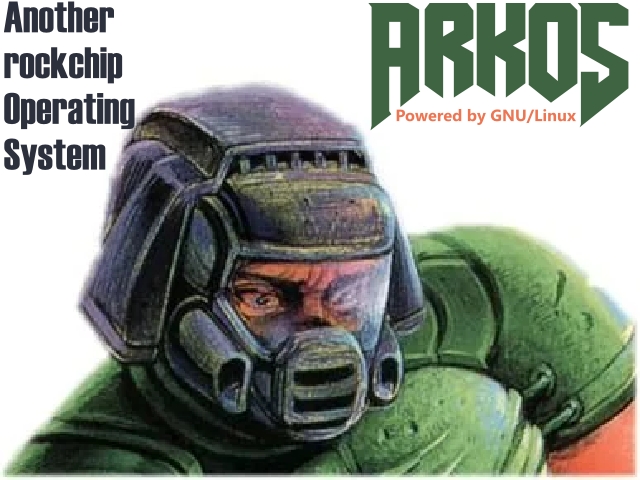 Another
rockchip
Operating
System
ARKOS
Powered by GNU/Linux